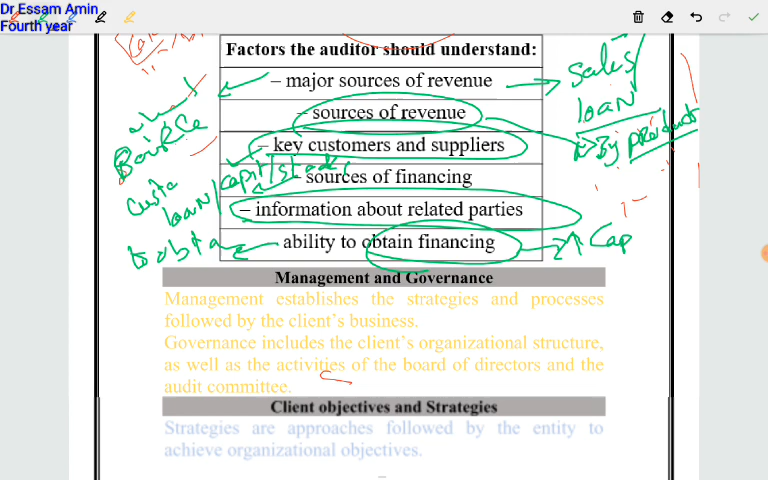 Dr Essam Amin
Fourth year
Factors the auditor should understand:
– major sources of revenue
sales/
loan
– sources of revenue
By product
– key customers and suppliers
– sources of financing
loan/
– information about related parties
ability to obtain financing
Cap
Management and Governance
Management establishes the strategies and processes
followed by the client's business.
Governance includes the client's organizational structure,
as well as the activities of the board of directors and the
audit committee.
Client objectives and Strategies
Strategies are approaches followed by the entity to
achieve organizational objectives.